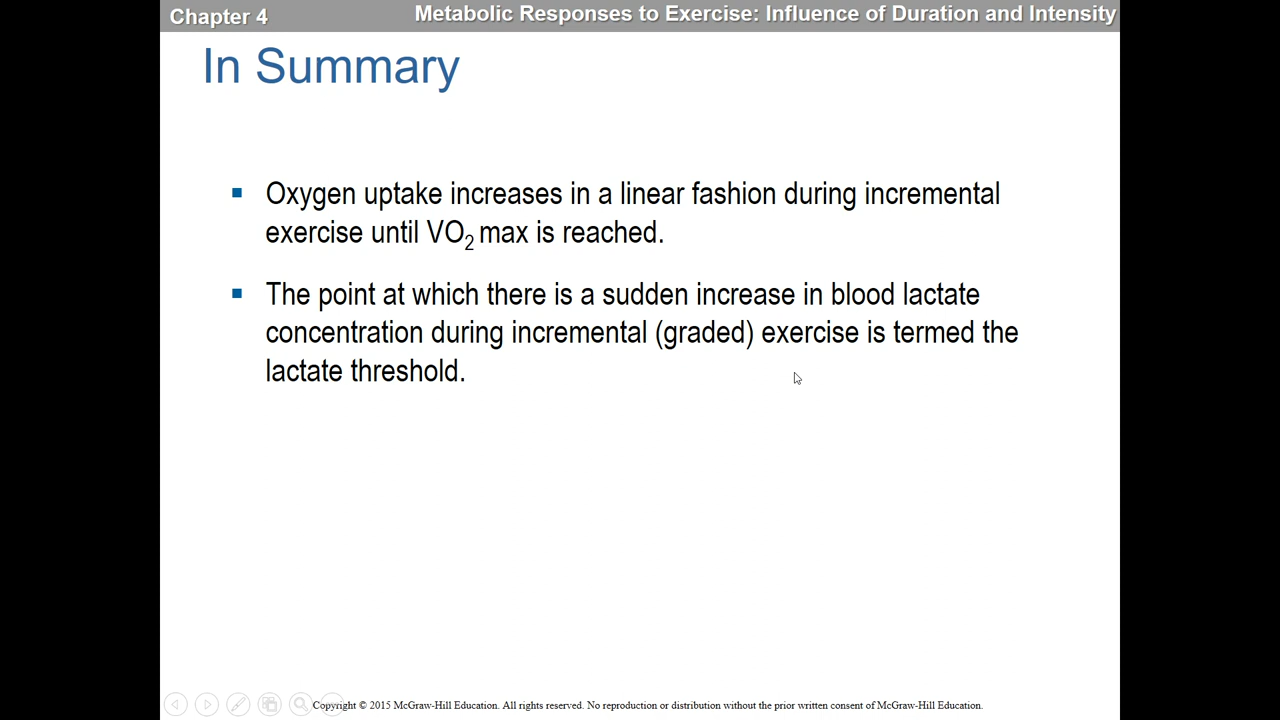 Chapter 4
Metabolic Responses to Exercise: Influence of Duration and Intensity
In Summary
Oxygen uptake increases in a linear fashion during incremental
exercise until VO2 max is reached.
The point at which there is a sudden increase in blood lactate
concentration during incremental (graded) exercise is termed the
lactate threshold.
Copyright © 2015 McGraw-Hill Education. All rights reserved. No reproduction or distribution without the prior written consent of McGraw-Hill Education.